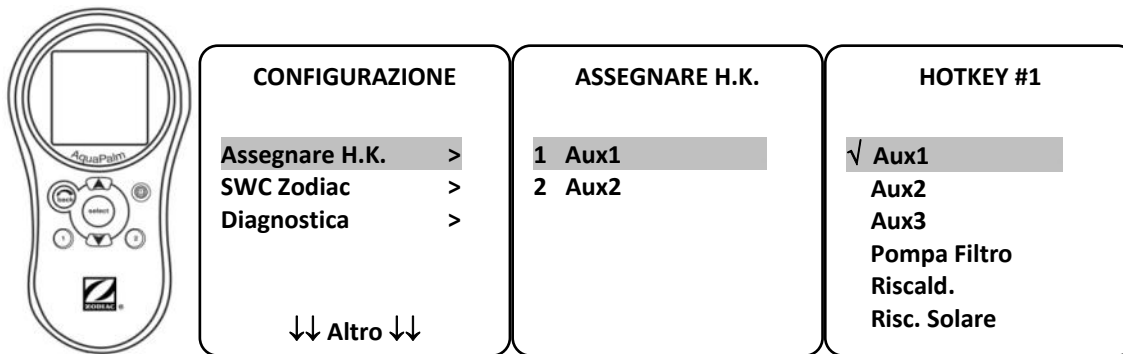 AquaPalm
back
select
1
2
ZODIAC®
CONFIGURAZIONE
Assegnare H.K. >
SWC Zodiac >
Diagnostica >
↓↓ Altro ↓↓
ASSEGNARE H.K.
1 Aux1
2 Aux2
HOTKEY #1
√ Aux1
Aux2
Aux3
Pompa Filtro
Riscald.
Risc. Solare